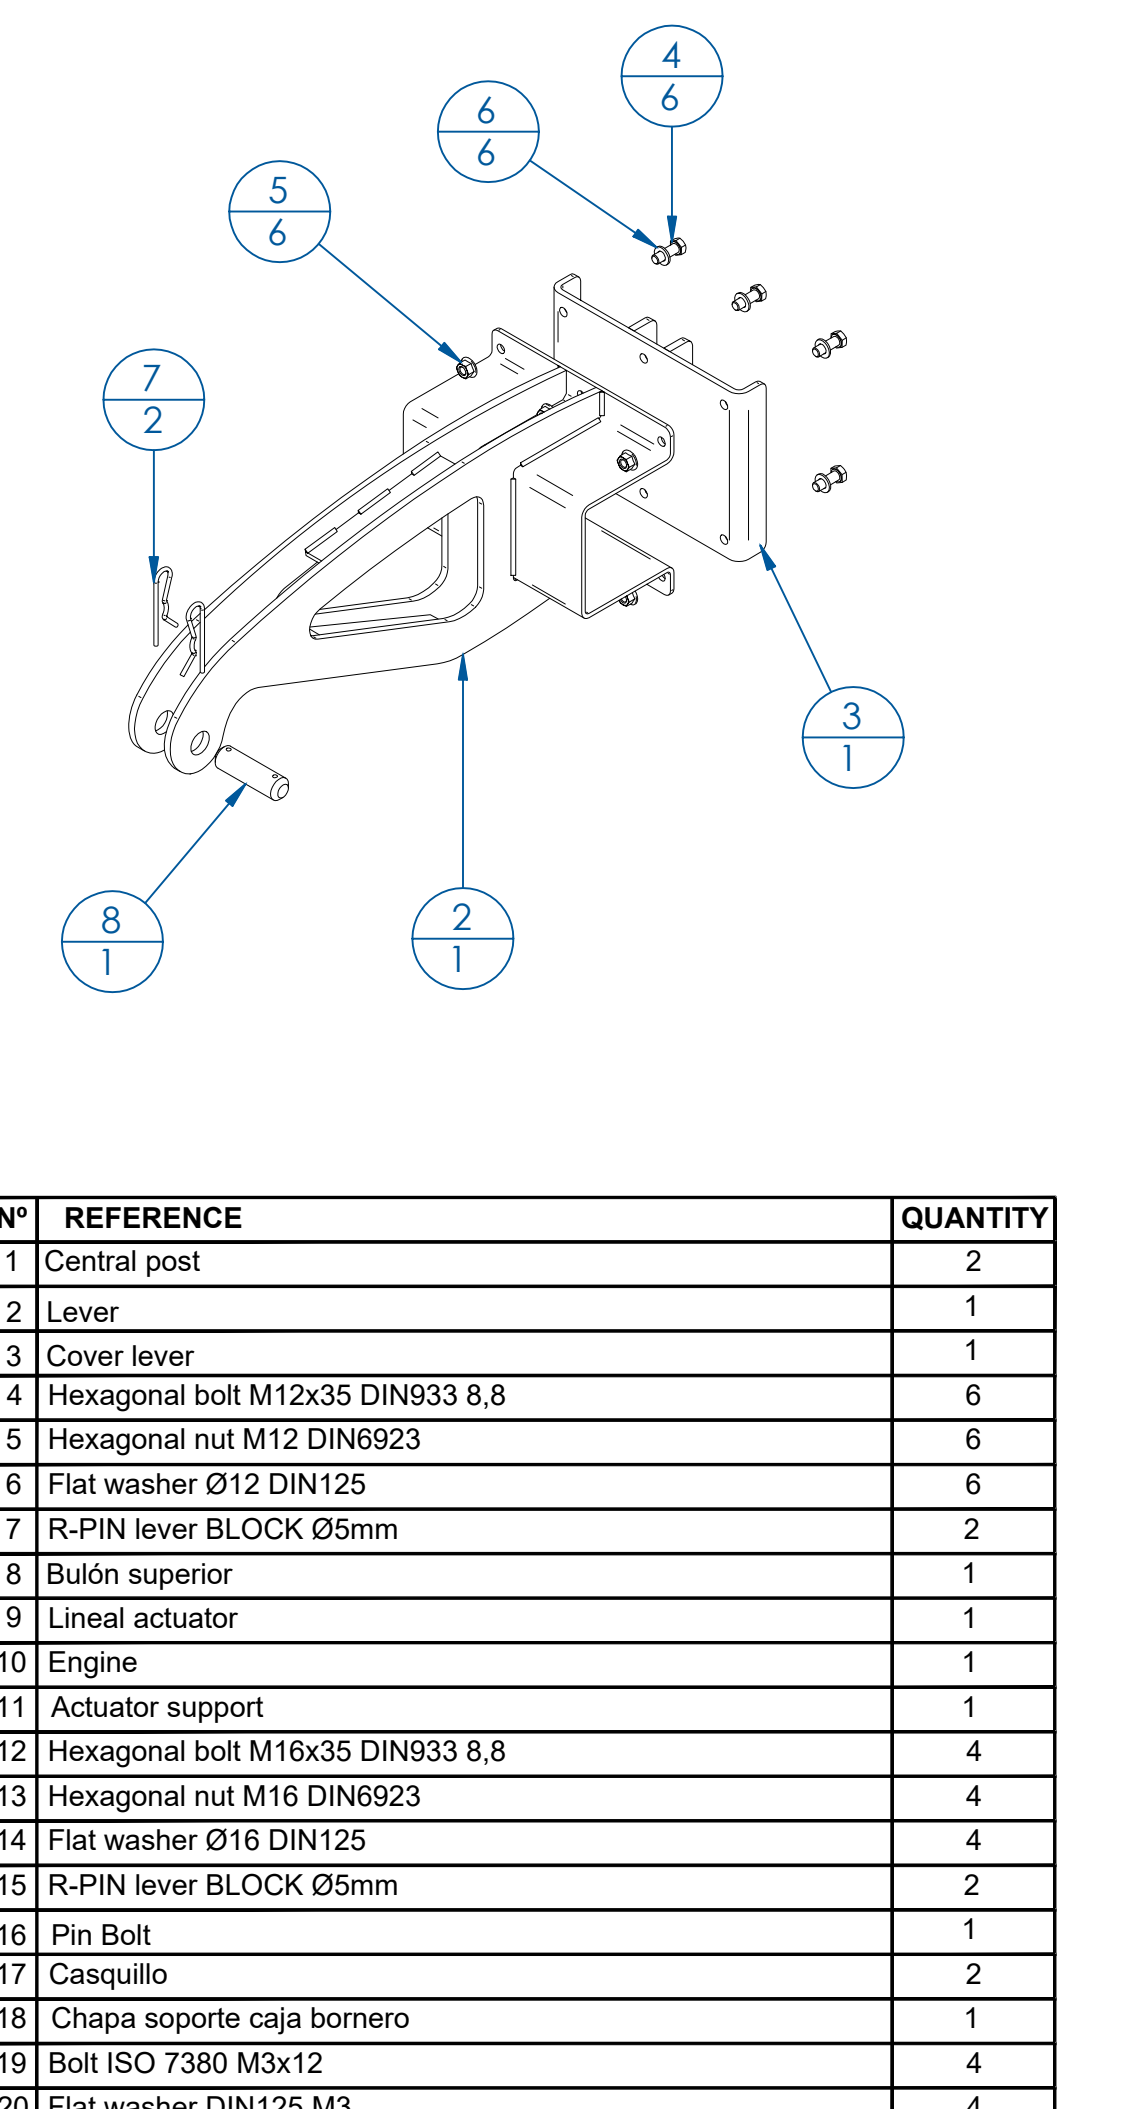 4
6
6
6
5
6
7
2
3
1
8
1
2
1
Nº REFERENCE QUANTITY
1 Central post 2
2 Lever 1
3 Cover lever 1
4 Hexagonal bolt M12x35 DIN933 8,8 6
5 Hexagonal nut M12 DIN6923 6
6 Flat washer Ø12 DIN125 6
7 R-PIN lever BLOCK Ø5mm 2
8 Bulón superior 1
9 Lineal actuator 1
10 Engine 1
11 Actuator support 1
12 Hexagonal bolt M16x35 DIN933 8,8 4
13 Hexagonal nut M16 DIN6923 4
14 Flat washer Ø16 DIN125 4
15 R-PIN lever BLOCK Ø5mm 2
16 Pin Bolt 1
17 Casquillo 2
18 Chapa soporte caja bornero 1
19 Bolt ISO 7380 M3x12 4
20 Flat washer DIN125 M3 4